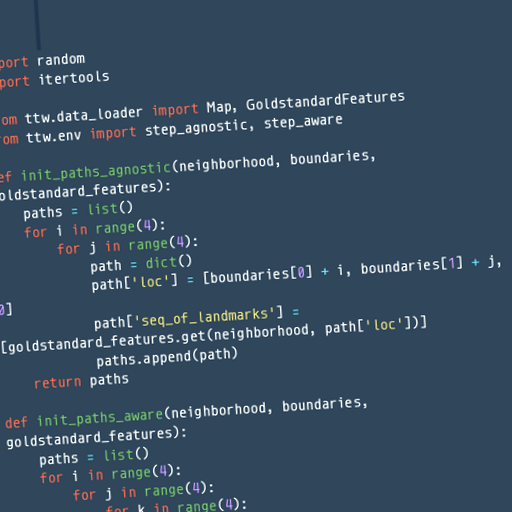 port random
port itertools
om ttw.data_loader import Map, GoldstandardFeatures
om ttw.env import step_agnostic, step_aware
ef init_paths_agnostic(neighborhood, boundaries,
oldstandard_features):
paths = list()
for i in range(4):
for j in range(4):
path = dict()
path['loc'] = [boundaries[0] + i, boundaries[1] + j,
0]
path['seq_of_landmarks'] =
[goldstandard_features.get(neighborhood, path['loc'])]
paths.append(path)
return paths
def init_paths_aware(neighborhood, boundaries,
goldstandard_features):
paths = list()
for i in range(4):
for j in range(4):
for k in range(4):